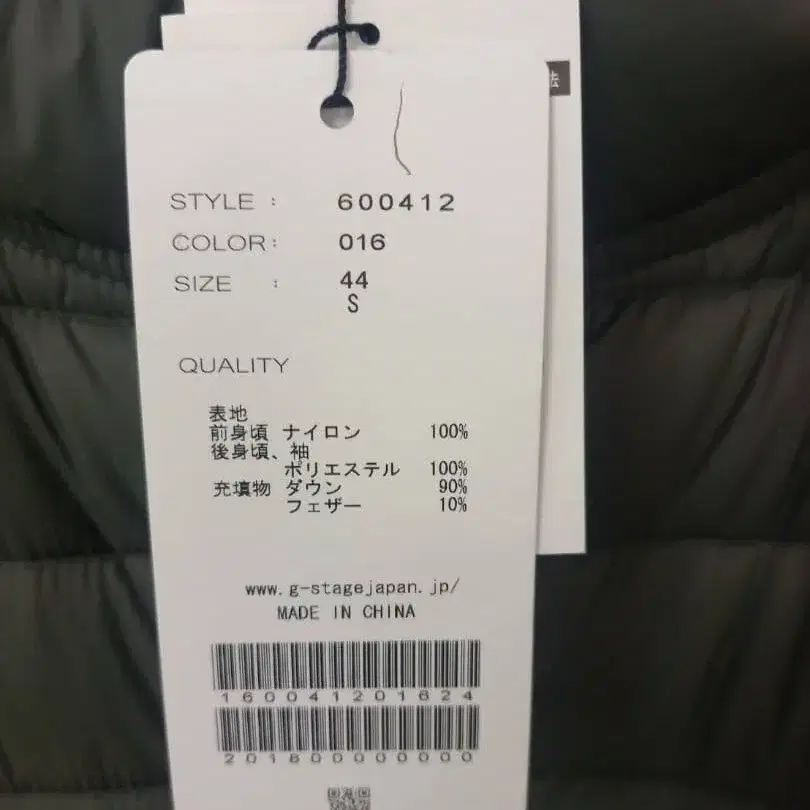 法
STYLE : 600412
COLOR: 016
SIZE : 44
S
QUALITY
表地
前身頃 ナイロン 100%
後身頃、袖
ポリエステル 100%
充填物 ダウン 90%
フェザー 10%
www.g-stagejapan.jp/
MADE IN CHINA
160041201624
2018000000000